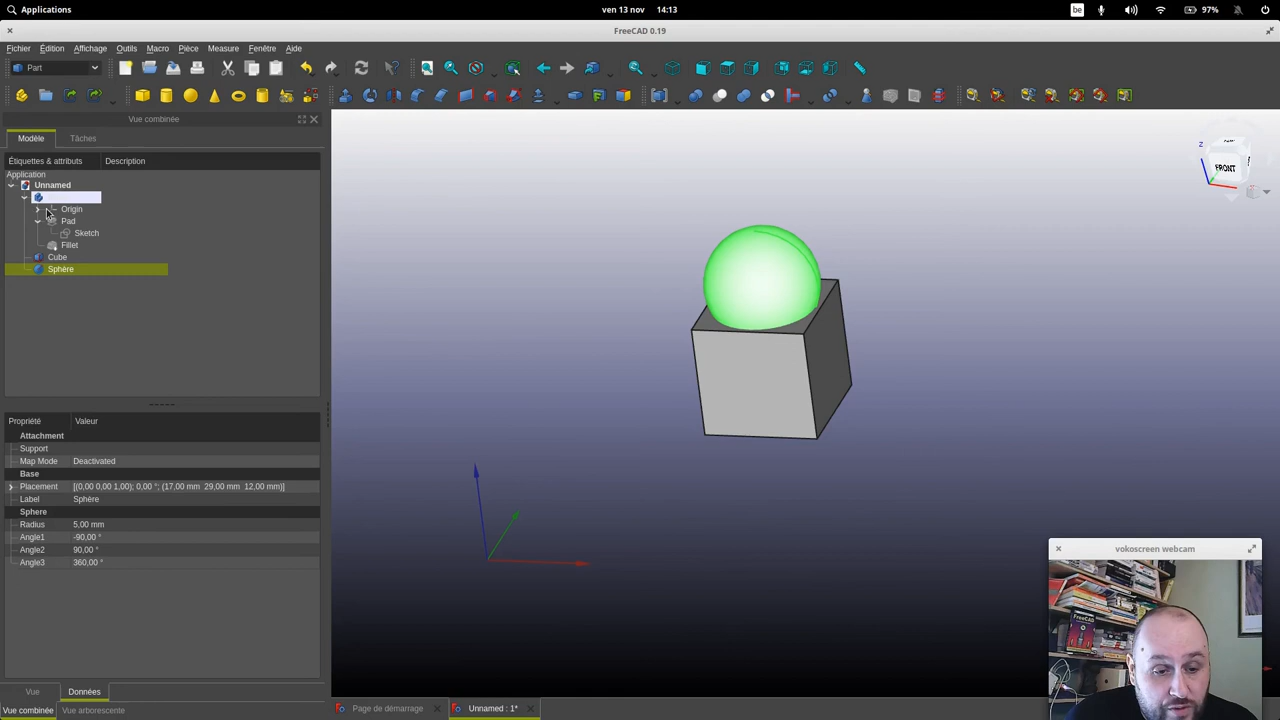 Applications
ven 13 nov 14:13
be
97%
FreeCAD 0.19
Fichier Édition Affichage Outils Macro Pièce Measure Fenêtre Aide
Part
Vue combinée
Modèle Tâches
Étiquettes & attributs Description
Application
Unnamed
Origin
Pad
Sketch
Fillet
Cube
Sphère
Z
FRONT
Propriété Valeur
Attachment
Support
Map Mode Deactivated
Base
Placement [(0,00 0,00 1,00); 0,00 °; (17,00 mm 29,00 mm 12,00 mm)]
Label Sphère
Sphere
Radius 5,00 mm
Angle1 -90,00 °
Angle2 90,00 °
Angle3 360,00 °
vokoscreen webcam
FreeCAD
Vue Données
Vue combinée Vue arborescente
Page de démarrage
Unnamed : 1*